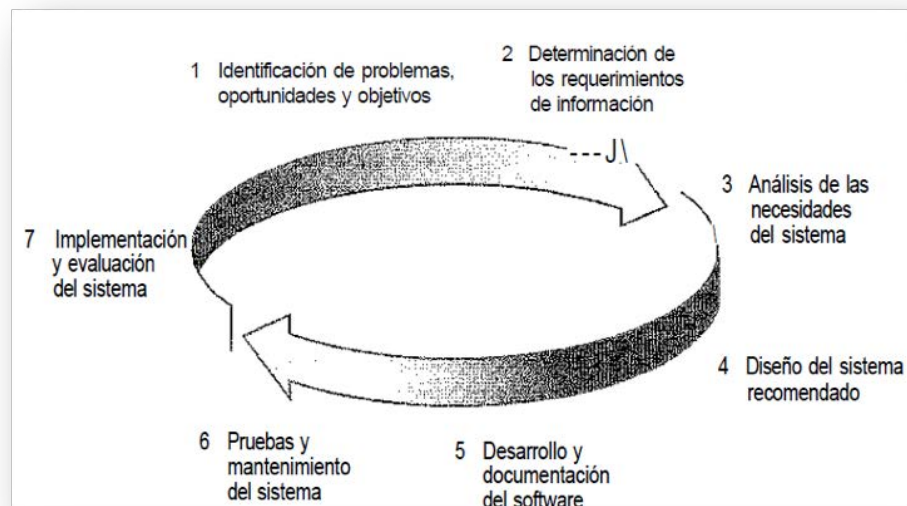 1 Identificación de problemas,
oportunidades y objetivos
2 Determinación de
los requerimientos
de información
3 Análisis de las
necesidades
del sistema
4 Diseño del sistema
recomendado
5 Desarrollo y
documentación
del software
6 Pruebas y
mantenimiento
del sistema
7 Implementación
y evaluación
del sistema